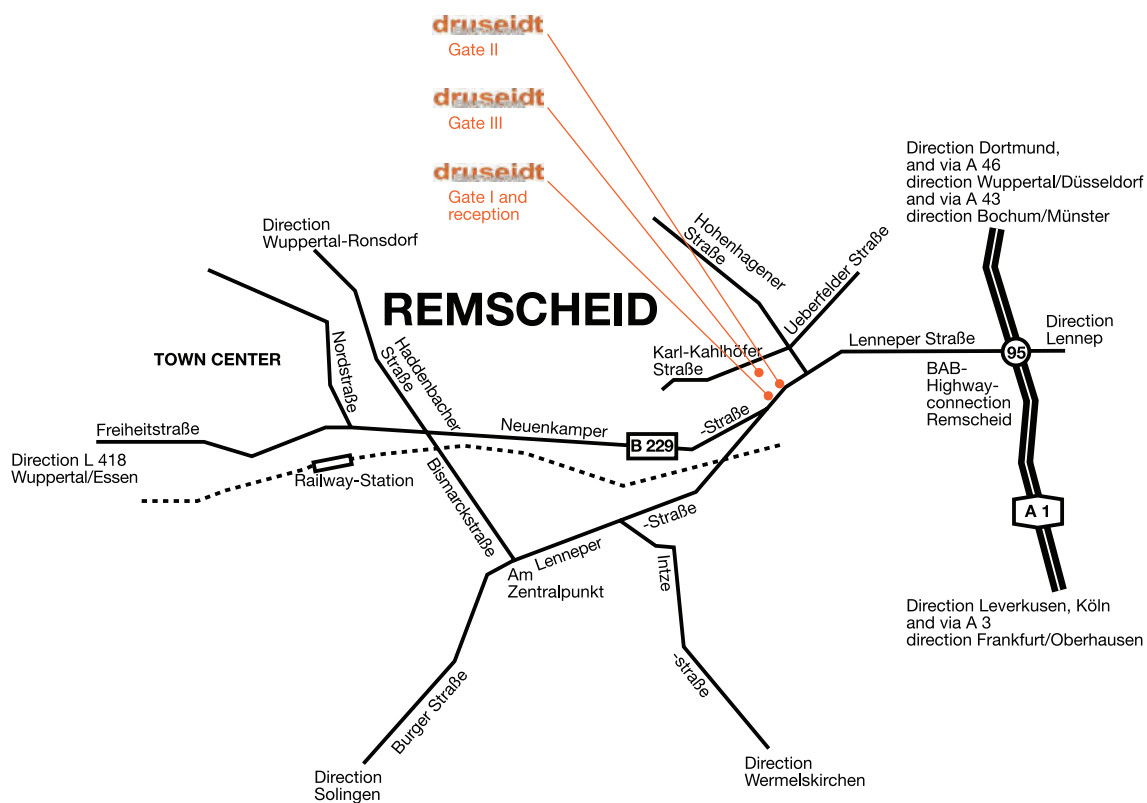 druseidt
Gate II
druseidt
Gate III
druseidt
Gate I and
reception
Direction Dortmund,
and via A 46
direction Wuppertal/Düsseldorf
and via A 43
direction Bochum/Münster
Direction
Wuppertal-Ronsdorf
Hohenhagener
Straße
Ueberfelder Straße
REMSCHEID
TOWN CENTER
Nordstraße
Haddenbacher
Straße
Karl-Kahlhöfer
Straße
Lenneper Straße
95
Direction
Lennep
BAB-
Highway-
connection
Remscheid
Freiheitstraße
Neuenkamper
B 229
-Straße
Direction L 418
Wuppertal/Essen
Railway-Station
Bismarckstraße
A 1
Lenneper
-Straße
Am
Zentralpunkt
Intze
-straße
Burger Straße
Direction Leverkusen, Köln
and via A 3
direction Frankfurt/Oberhausen
Direction
Solingen
Direction
Wermelskirchen